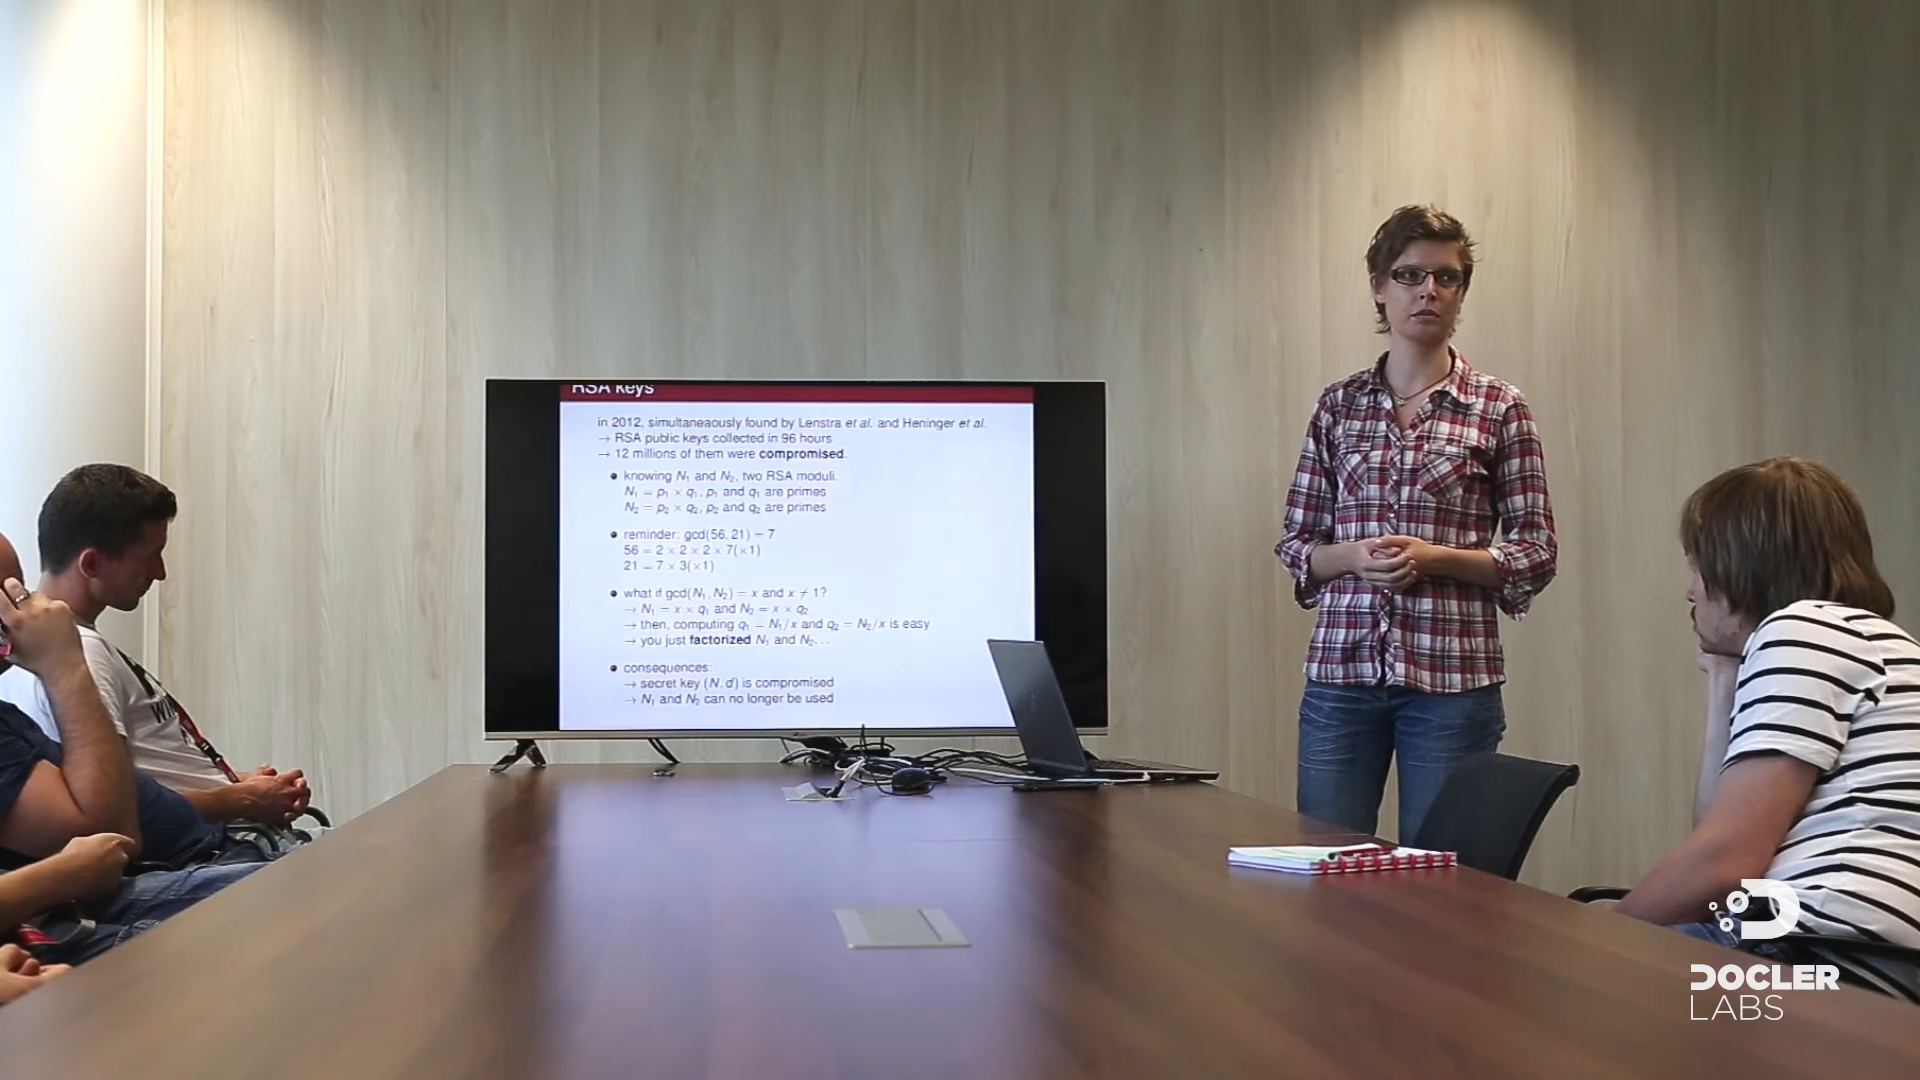 RSA keys
in 2012, simultaneaously found by Lenstra et al. and Heninger et al.
→ RSA public keys collected in 96 hours
→ 12 millions of them were compromised.
• knowing N₁ and N₂, two RSA moduli.
N₁ = p₁ × q₁, p₁ and q₁ are primes
N₂ = p₂ × q₂, p₂ and q₂ are primes
• reminder: gcd(56, 21) = 7
56 = 2 × 2 × 2 × 7(×1)
21 = 7 × 3(×1)
• what if gcd(N₁, N₂) = x and x ≠ 1?
→ N₁ = x × q₁ and N₂ = x × q₂
→ then, computing q₁ = N₁/x and q₂ = N₂/x is easy
→ you just factorized N₁ and N₂...
• consequences:
→ secret key (N, d) is compromised
→ N₁ and N₂ can no longer be used
DOCLER
LABS